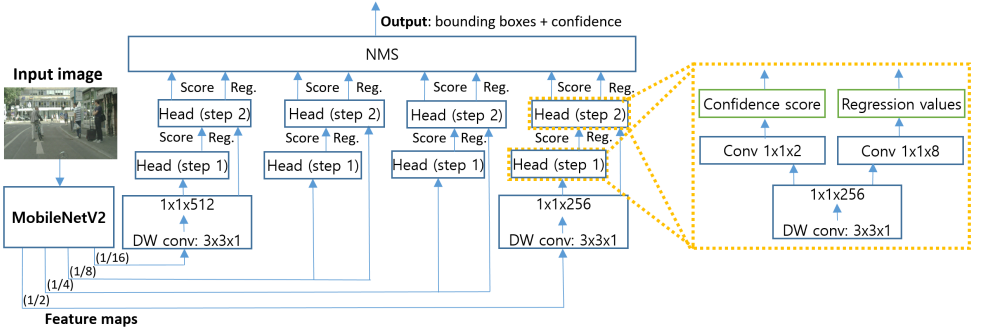 Output: bounding boxes + confidence
NMS
Input image
Score Reg. Score Reg. Score Reg. Score Reg.
Head (step 2) Head (step 2) Head (step 2) Head (step 2)
Score Reg. Score Reg. Score Reg. Score Reg.
Head (step 1) Head (step 1) Head (step 1) Head (step 1)
Confidence score Regression values
Conv 1x1x2 Conv 1x1x8
1x1x256
DW conv: 3x3x1
MobileNetV2
1x1x512 1x1x256
DW conv: 3x3x1 DW conv: 3x3x1
(1/16)
(1/8)
(1/4)
(1/2)
Feature maps